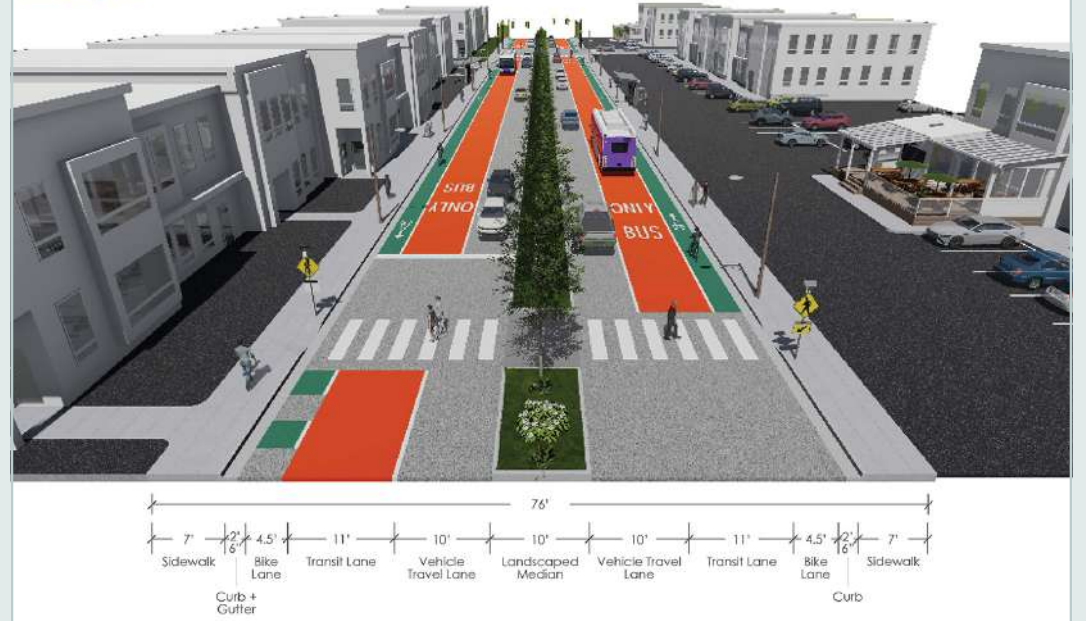 BUS
ONLY
ONLY
BUS
76'
7'
2'
6"
4.5'
11'
10'
10'
10'
11'
4.5'
2'
6"
7'
Sidewalk
Bike
Lane
Transit Lane
Vehicle
Travel Lane
Landscaped
Median
Vehicle Travel
Lane
Transit Lane
Bike
Lane
Sidewalk
Curb +
Gutter
Curb